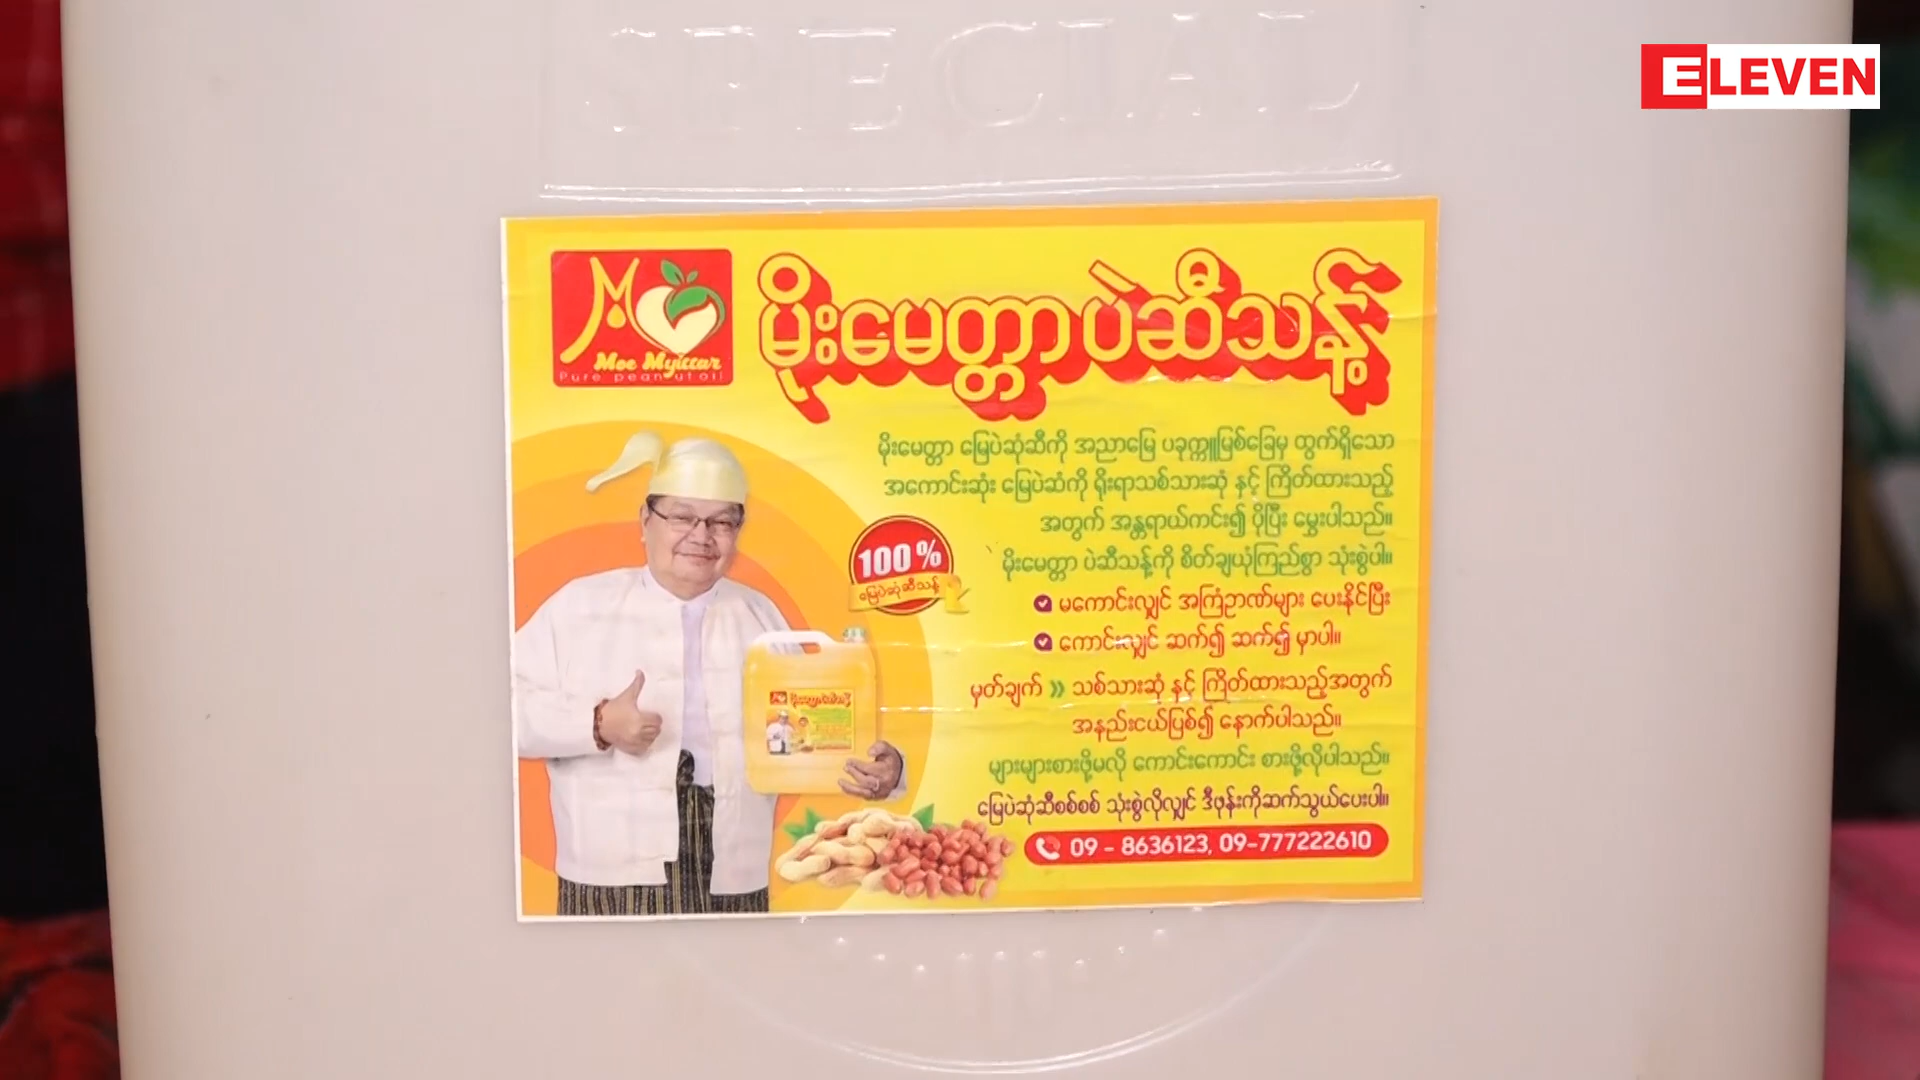 SPECIAL
ELEVEN
Moe Myittar
Pure peanut oil
မိုးမေတ္တာပဲဆီသန့်
မိုးမေတ္တာ မြေပဲဆုံဆီကို အညာမြေ ပခုက္ကူမြစ်ခြေမှ ထွက်ရှိသော
အကောင်းဆုံး မြေပဲဆံကို ရိုးရာသစ်သားဆုံ နှင့် ကြိတ်ထားသည့်
အတွက် အန္တရာယ်ကင်း၍ ပိုပြီး မွှေးပါသည်။
မိုးမေတ္တာ ပဲဆီသန့်ကို စိတ်ချယုံကြည်စွာ သုံးစွဲပါ။
100%
မြေပဲဆုံဆီသန့်
မကောင်းလျှင် အကြံဉာဏ်များ ပေးနိုင်ပြီး
ကောင်းလျှင် ဆက်၍ ဆက်၍ မှာပါ။
မှတ်ချက် » သစ်သားဆုံ နှင့် ကြိတ်ထားသည့်အတွက်
အနည်းငယ်ပြစ်၍ နောက်ပါသည်။
များများစားဖို့မလို ကောင်းကောင်း စားဖို့လိုပါသည်။
မြေပဲဆုံဆီစစ်စစ် သုံးစွဲလိုလျှင် ဒီဖုန်းကိုဆက်သွယ်ပေးပါ။
09 - 8636123, 09-777222610